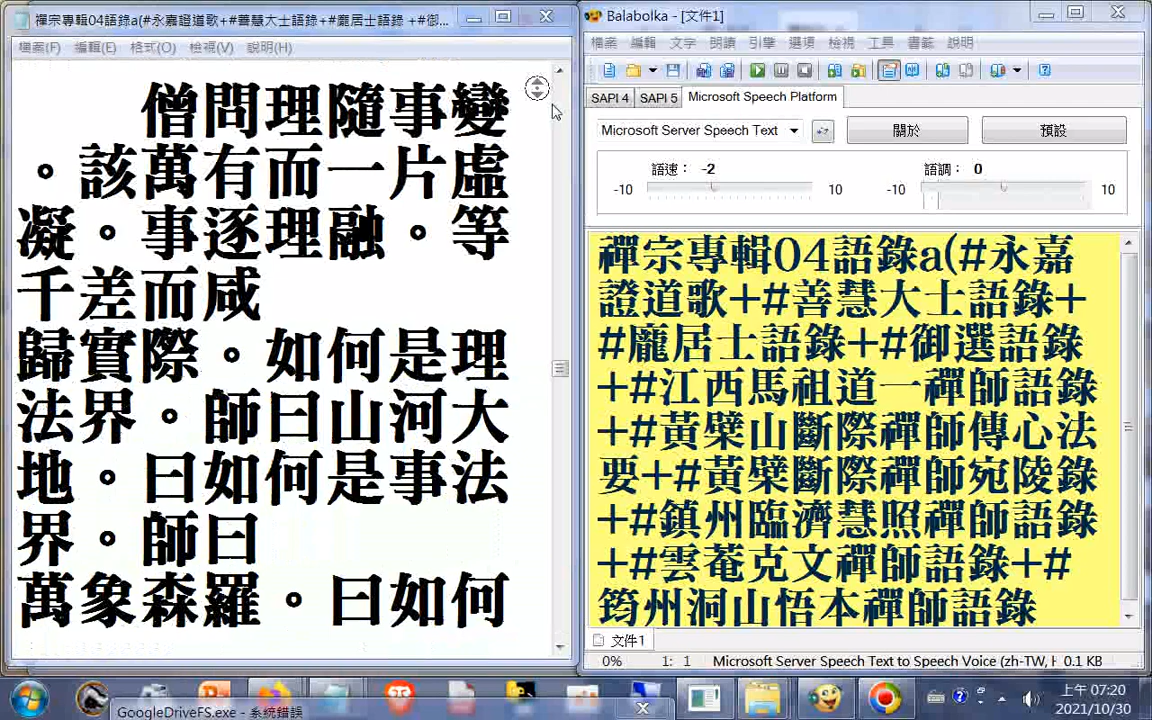 禪宗專輯04語錄a(#永嘉證道歌+#善慧大士語錄+#龐居士語錄 +#御...
檔案(F) 編輯(E) 格式(O) 檢視(V) 說明(H)
僧問理隨事變
。該萬有而一片虛
凝。事逐理融。等
千差而咸
歸實際。如何是理
法界。師曰山河大
地。曰如何是事法
界。師曰
萬象森羅。曰如何
Balabolka - [文件1]
檔案 編輯 文字 朗讀 引擎 選項 檢視 工具 書籤 說明
SAPI 4 SAPI 5 Microsoft Speech Platform
Microsoft Server Speech Text 關於 預設
語速: -2 語調: 0
-10 10 -10 10
禪宗專輯04語錄a(#永嘉
證道歌+#善慧大士語錄+
#龐居士語錄+#御選語錄
+#江西馬祖道一禪師語錄
+#黃檗山斷際禪師傳心法
要+#黃檗斷際禪師宛陵錄
+#鎮州臨濟慧照禪師語錄
+#雲菴克文禪師語錄+#
筠州洞山悟本禪師語錄
文件1
0% 1: 1 Microsoft Server Speech Text to Speech Voice (zh-TW, H 0.1 KB
GoogleDriveFS.exe - 系統錯誤
上午 07:20
2021/10/30